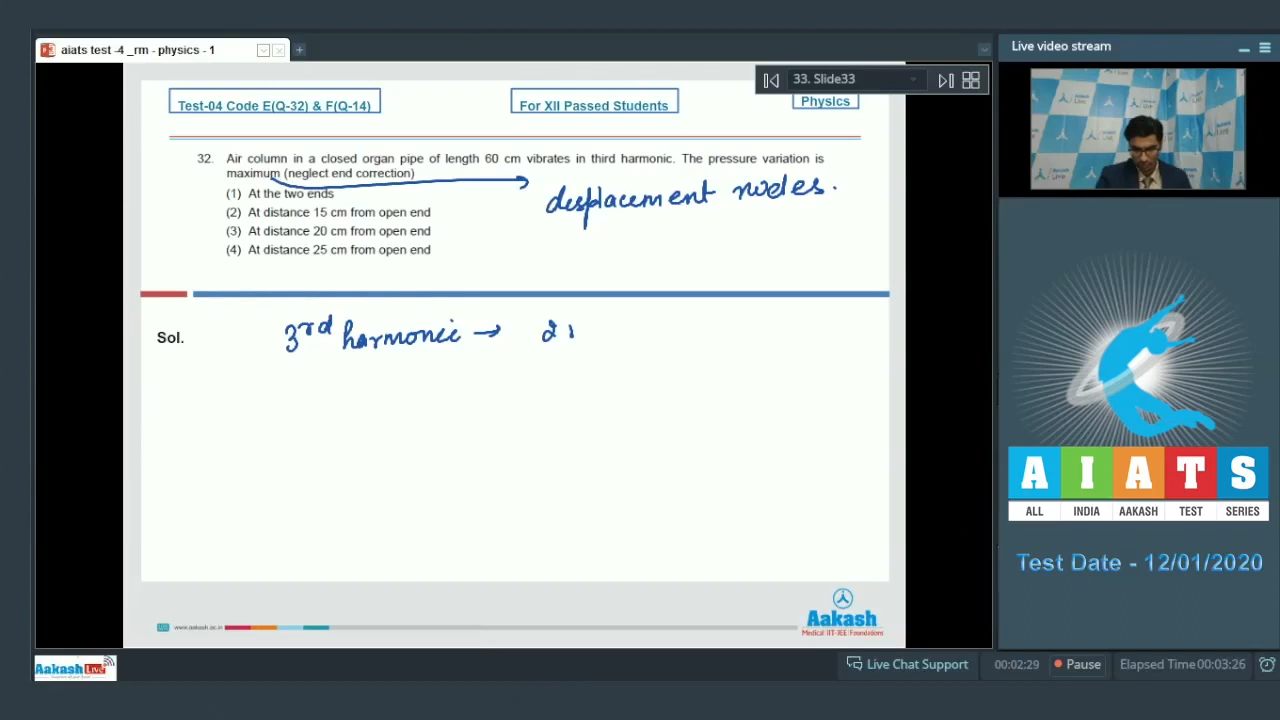 aiats test -4 _rm - physics - 1
Live video stream
33. Slide33
Test-04 Code E(Q-32) & F(Q-14)
For XII Passed Students
Physics
32. Air column in a closed organ pipe of length 60 cm vibrates in third harmonic. The pressure variation is
maximum (neglect end correction)
(1) At the two ends
(2) At distance 15 cm from open end
(3) At distance 20 cm from open end
(4) At distance 25 cm from open end
displacement nodes.
Sol.
3rd harmonic →
A I A T S
ALL INDIA AAKASH TEST SERIES
Test Date - 12/01/2020
Aakash
Medical|IIT-JEE|Foundations
www.aakash.ac.in
Aakash Live
Live Chat Support
00:02:29
Pause
Elapsed Time 00:03:26